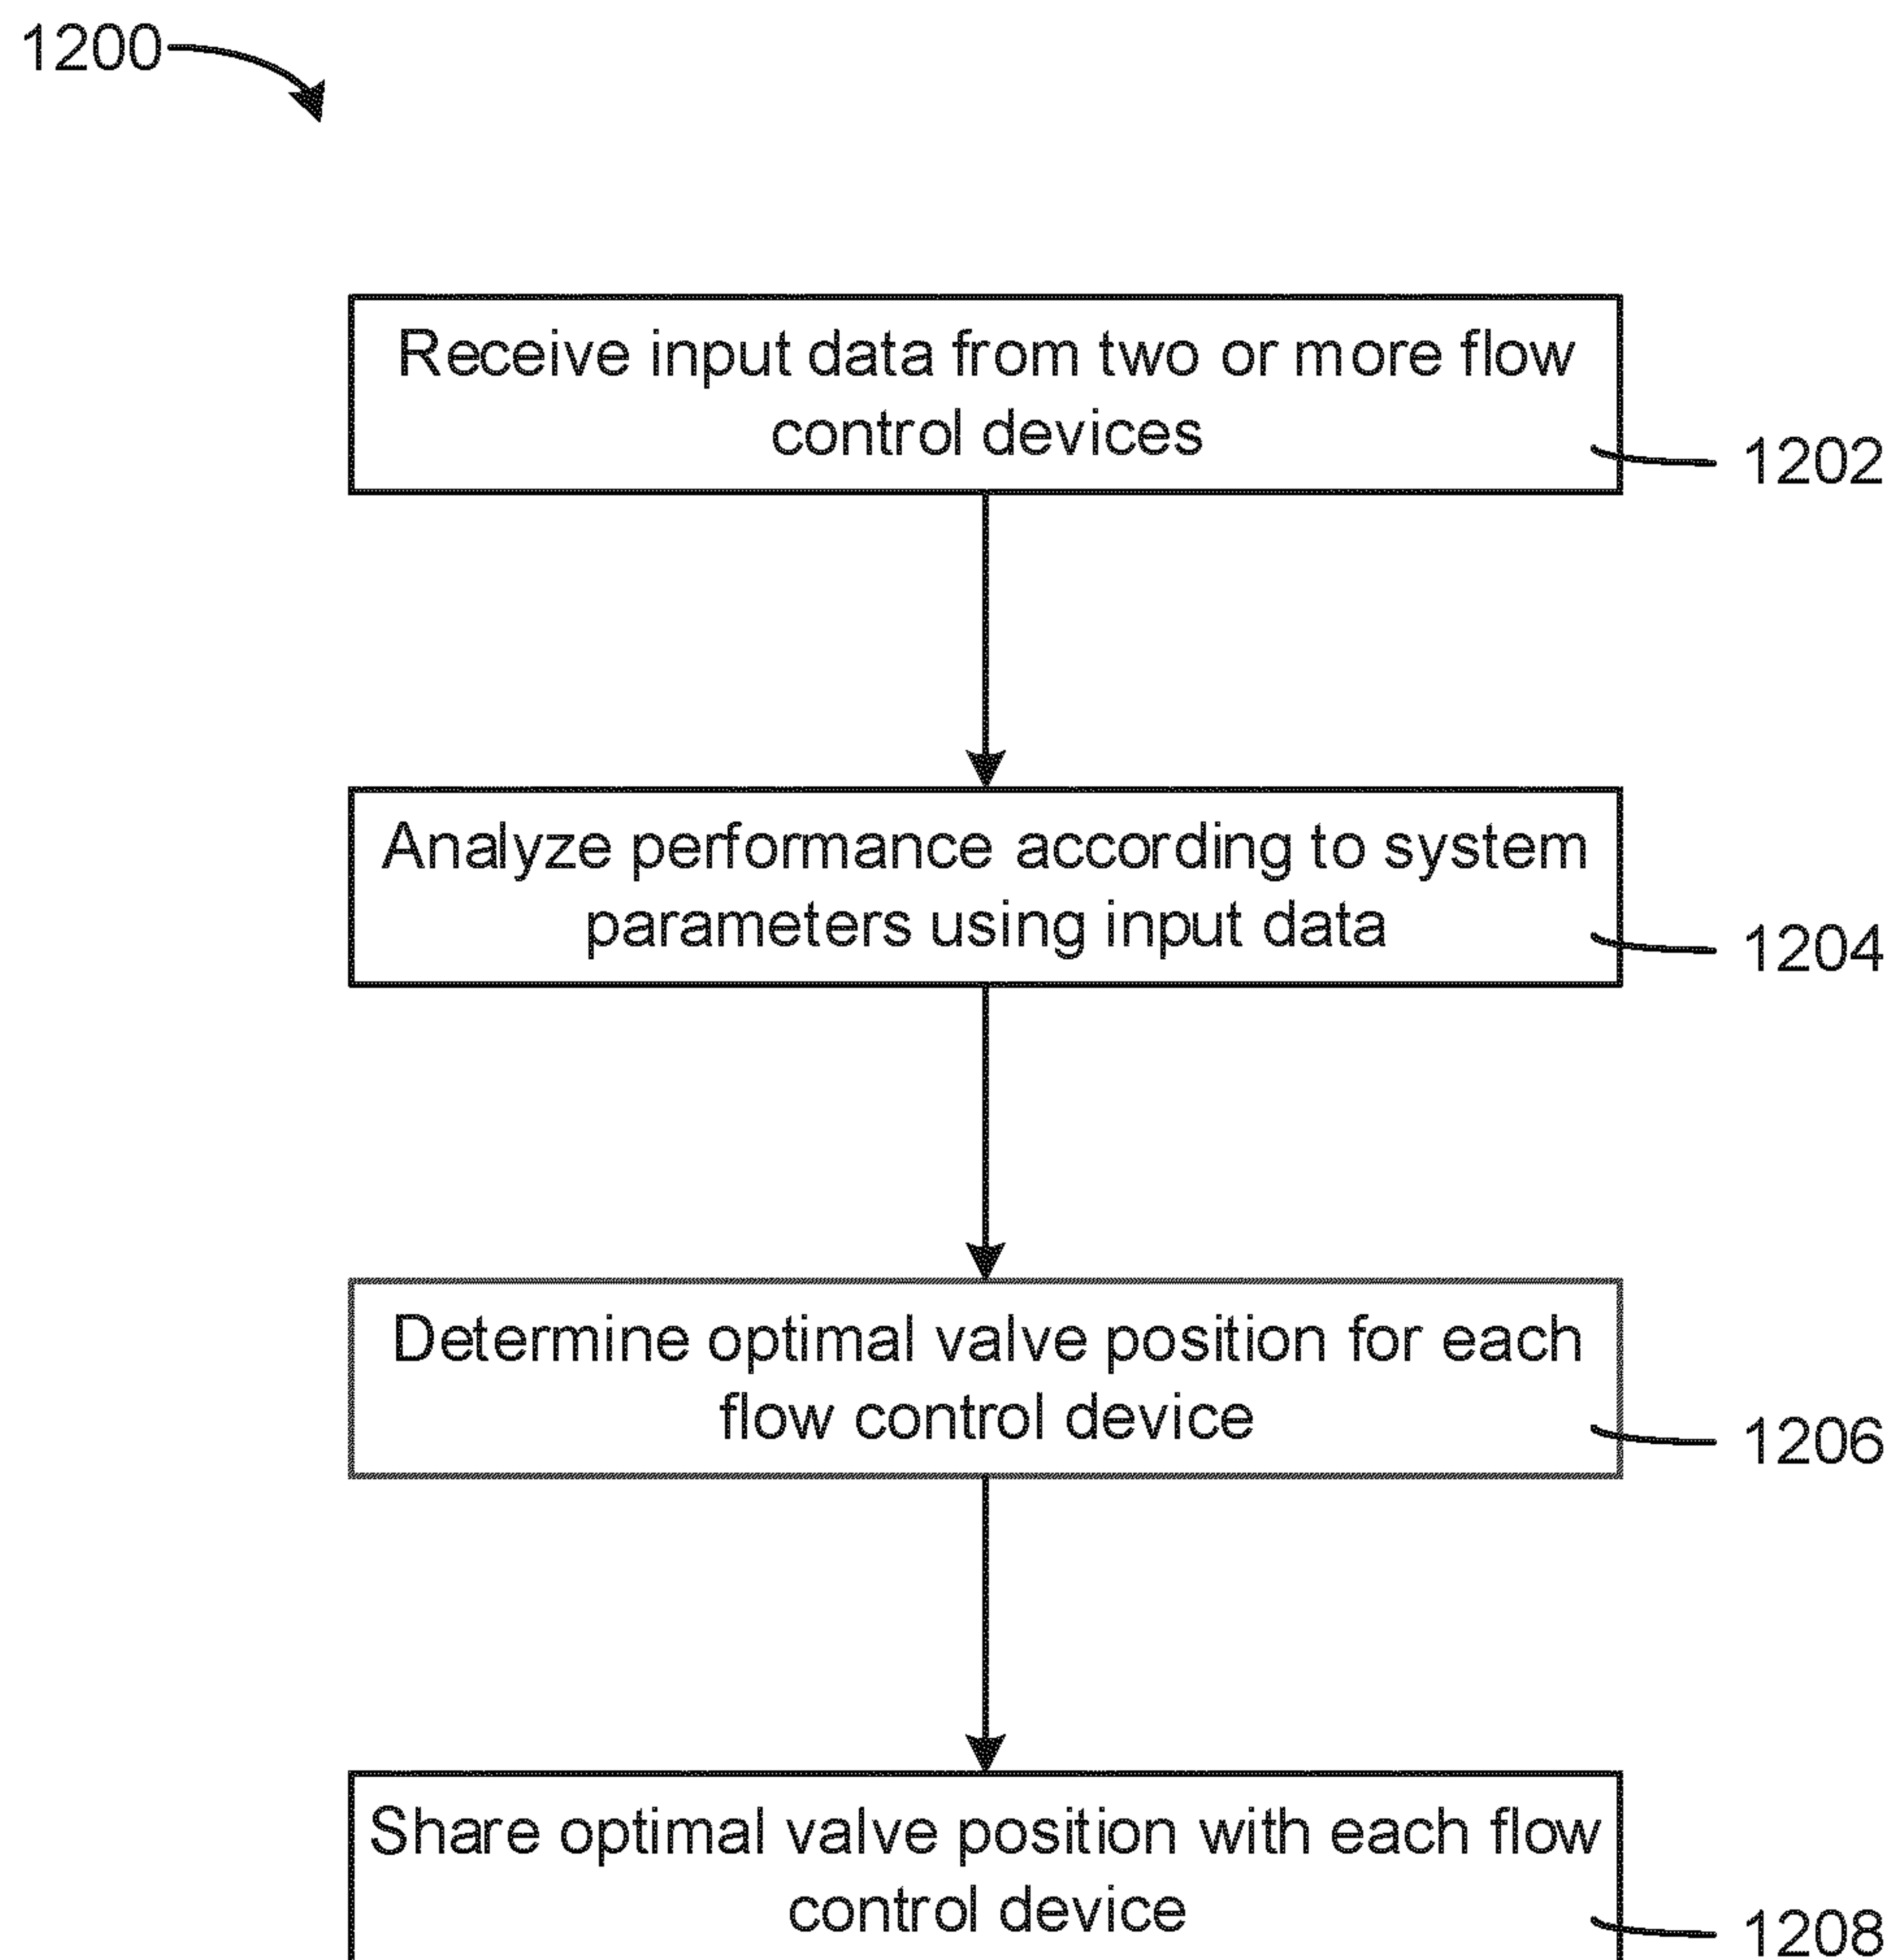 1200
Receive input data from two or more flow
control devices
1202
Analyze performance according to system
parameters using input data
1204
Determine optimal valve position for each
flow control device
1206
Share optimal valve position with each flow
control device
1208